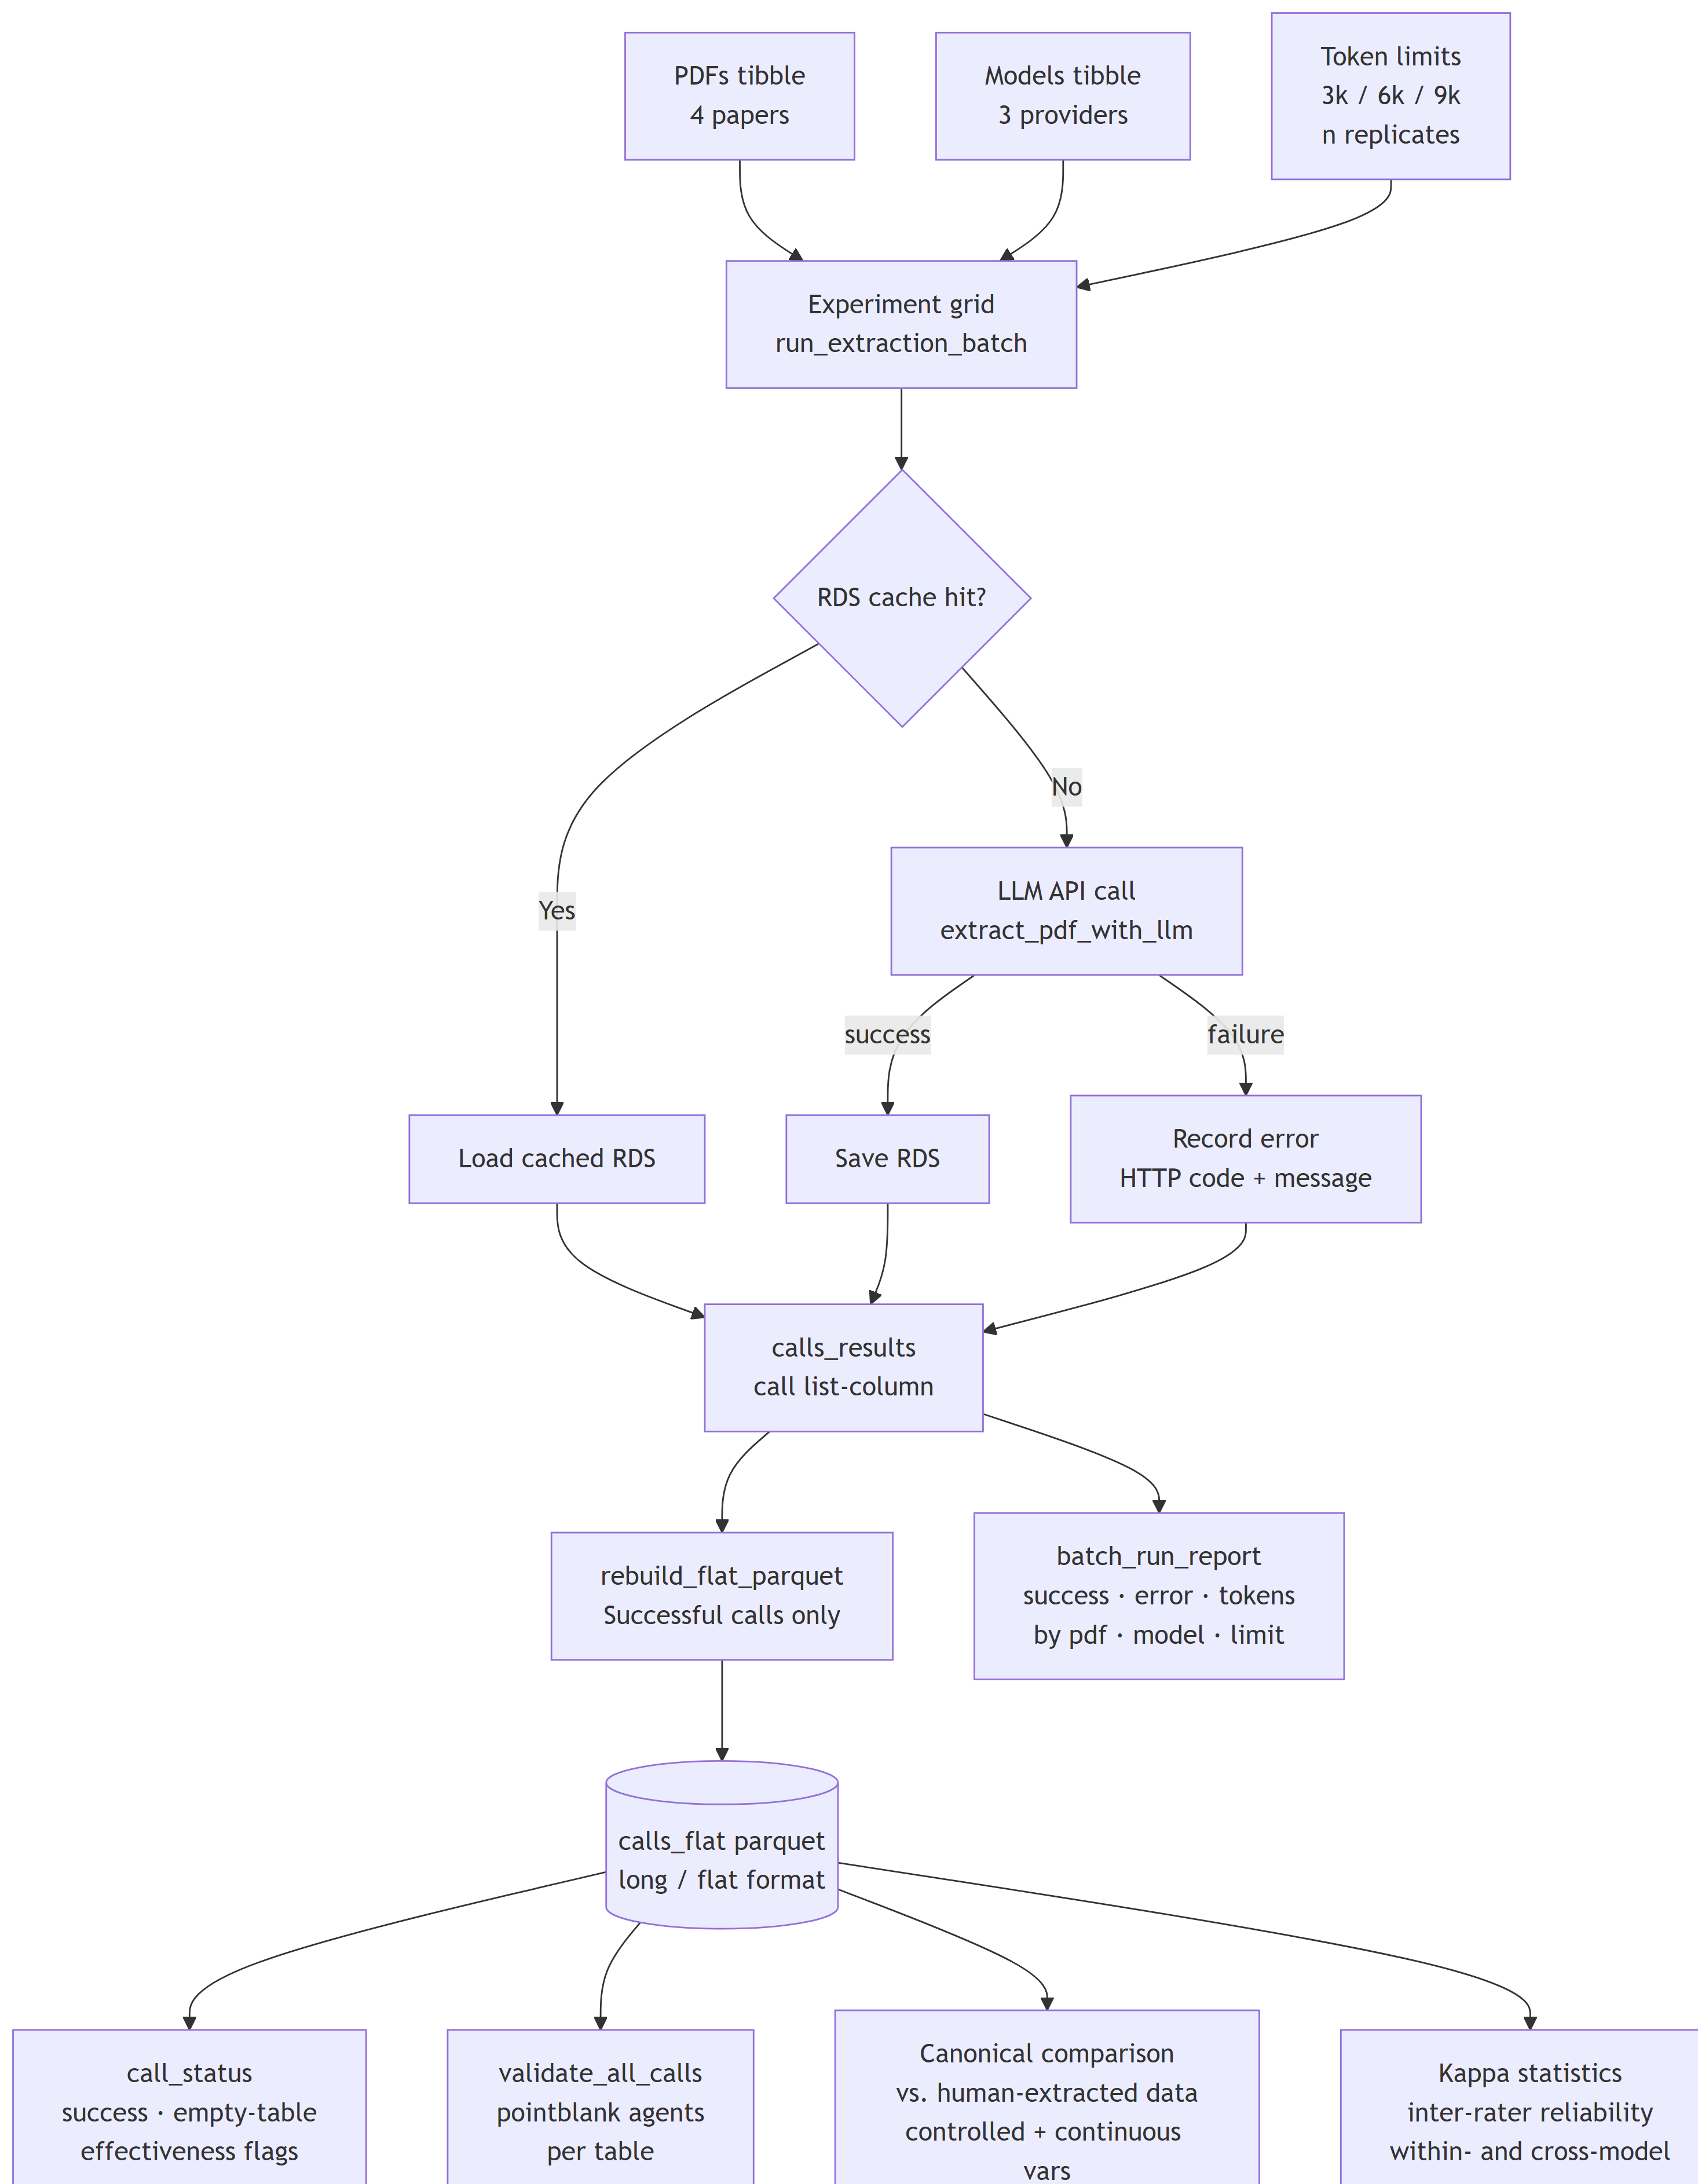 PDFs tibble
4 papers
Models tibble
3 providers
Token limits
3k / 6k / 9k
n replicates
Experiment grid
run_extraction_batch
RDS cache hit?
No
Yes
LLM API call
extract_pdf_with_llm
success
failure
Load cached RDS
Save RDS
Record error
HTTP code + message
calls_results
call list-column
rebuild_flat_parquet
Successful calls only
batch_run_report
success · error · tokens
by pdf · model · limit
calls_flat parquet
long / flat format
call_status
success · empty-table
effectiveness flags
validate_all_calls
pointblank agents
per table
Canonical comparison
vs. human-extracted data
controlled + continuous
vars
Kappa statistics
inter-rater reliability
within- and cross-model